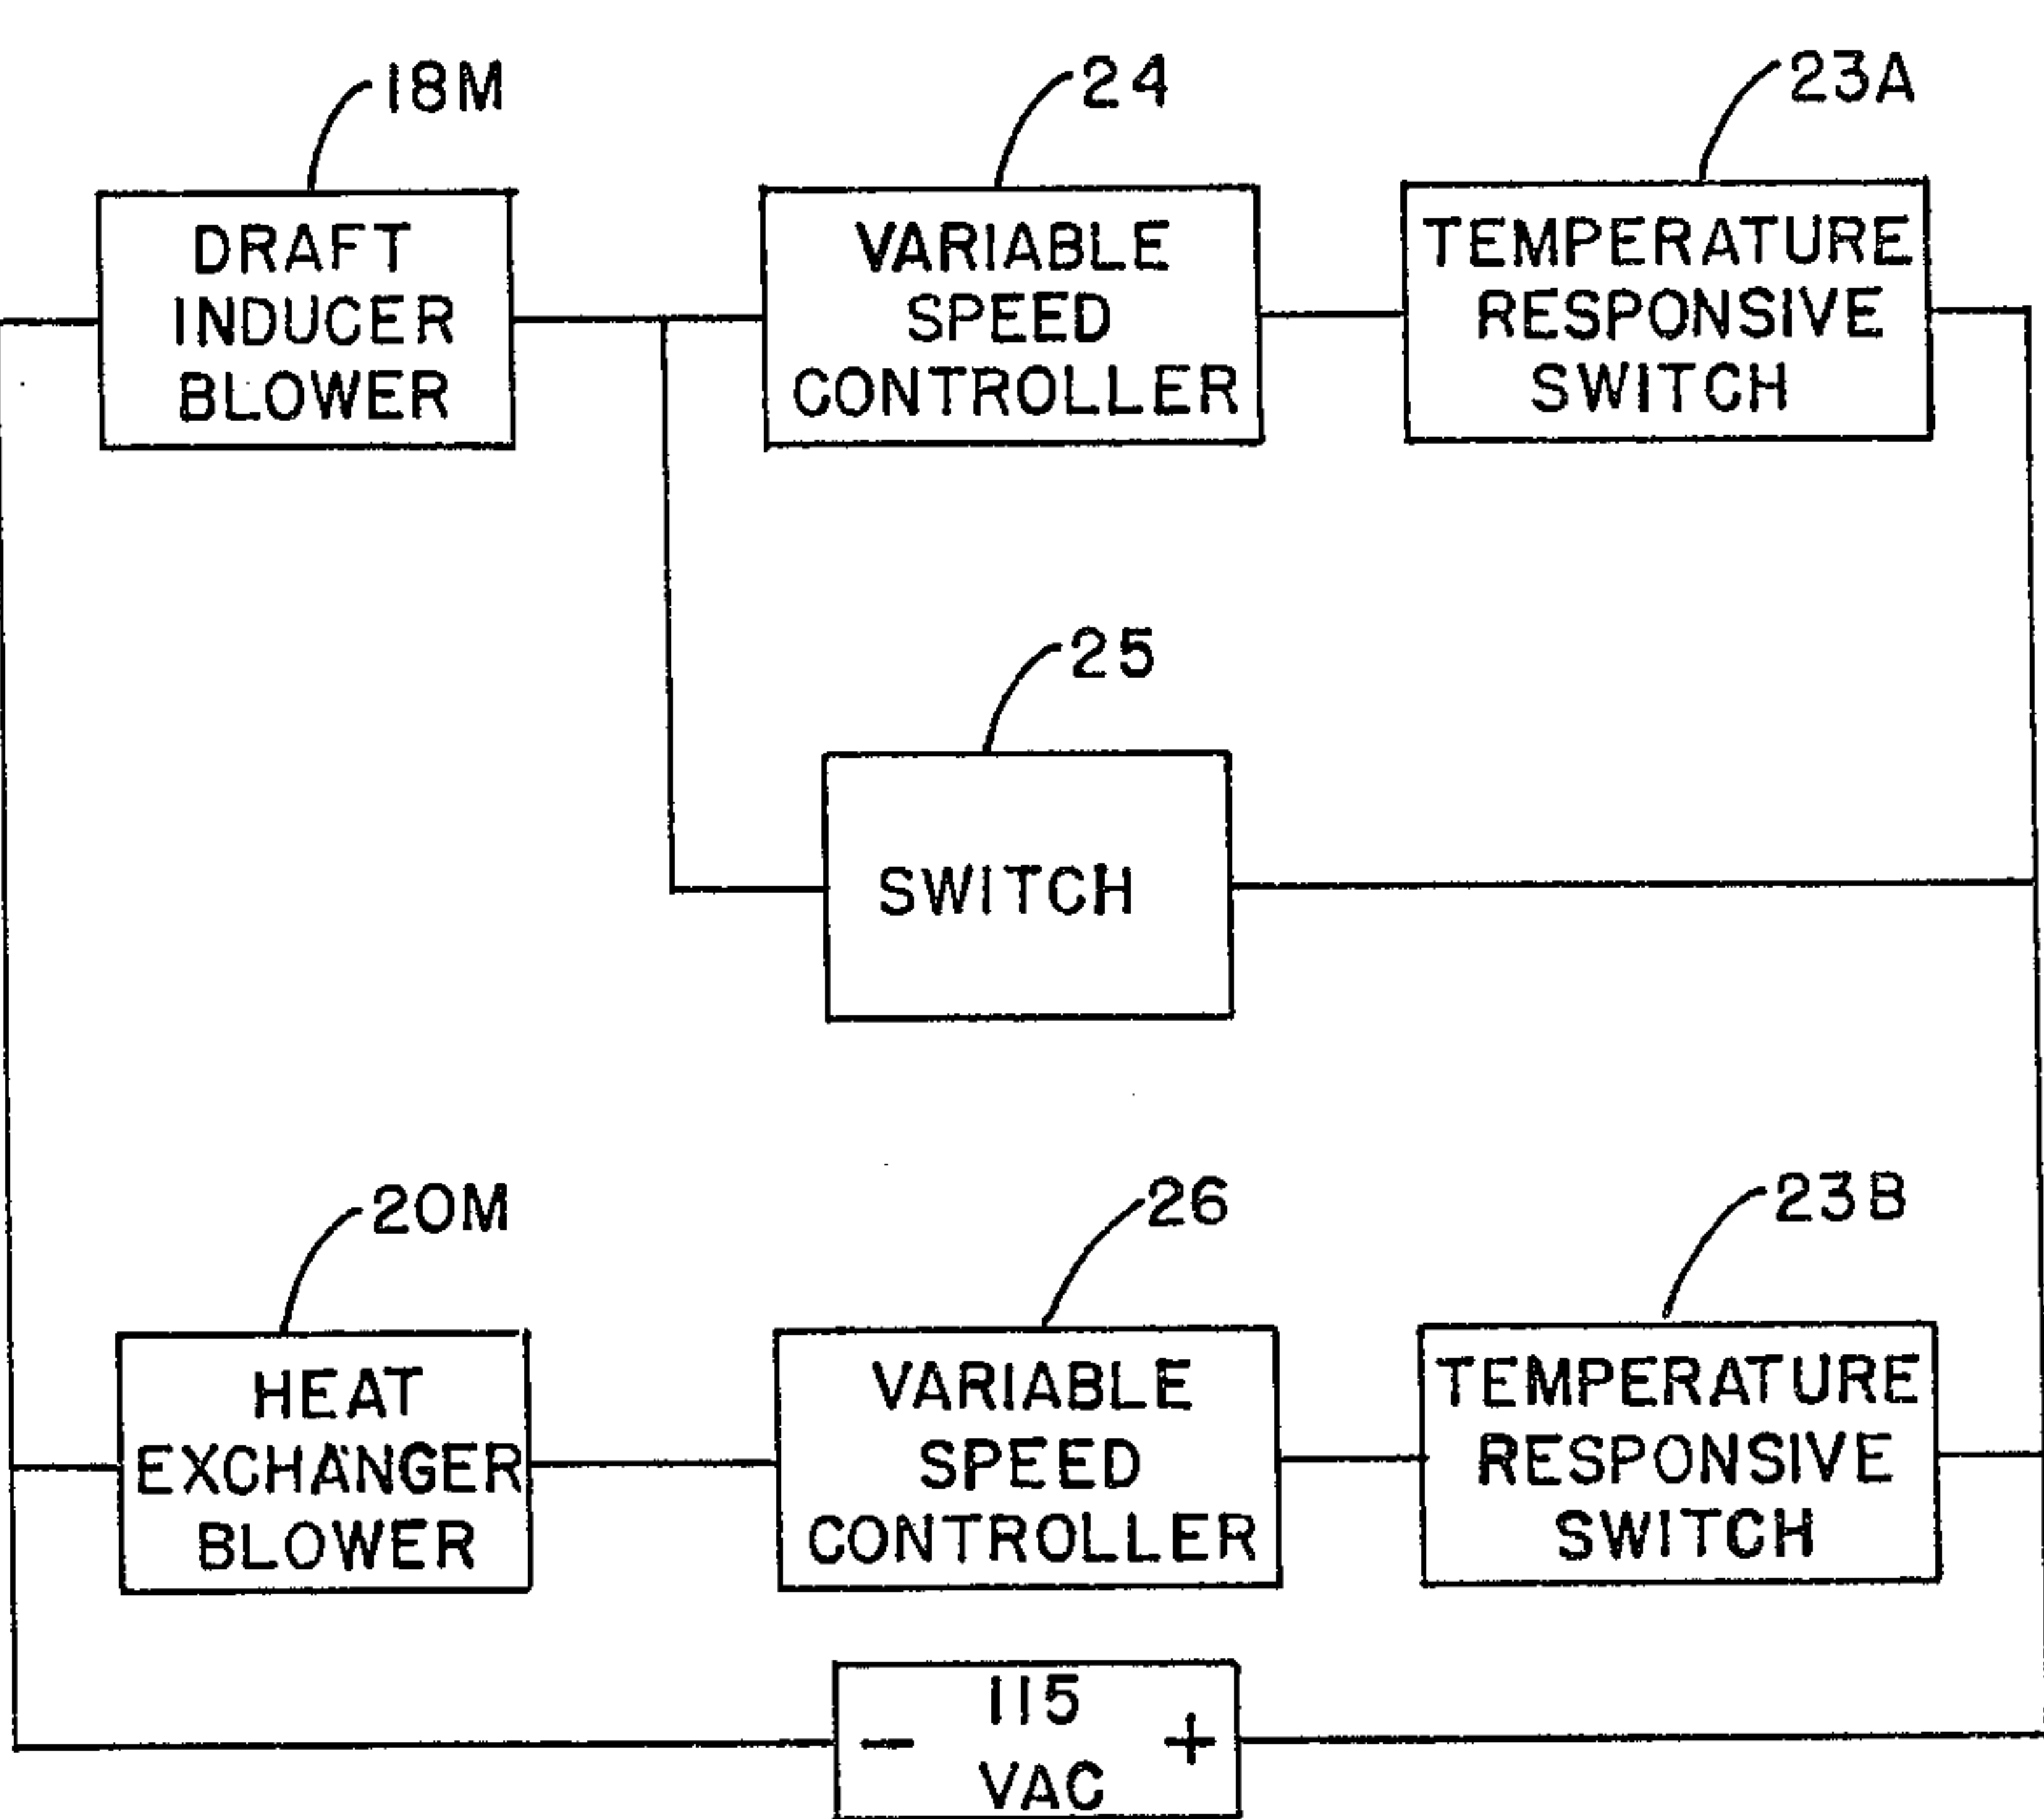 18M
24
23A
DRAFT
INDUCER
BLOWER
VARIABLE
SPEED
CONTROLLER
TEMPERATURE
RESPONSIVE
SWITCH
25
SWITCH
20M
26
23B
HEAT
EXCHANGER
BLOWER
VARIABLE
SPEED
CONTROLLER
TEMPERATURE
RESPONSIVE
SWITCH
115
- +
VAC